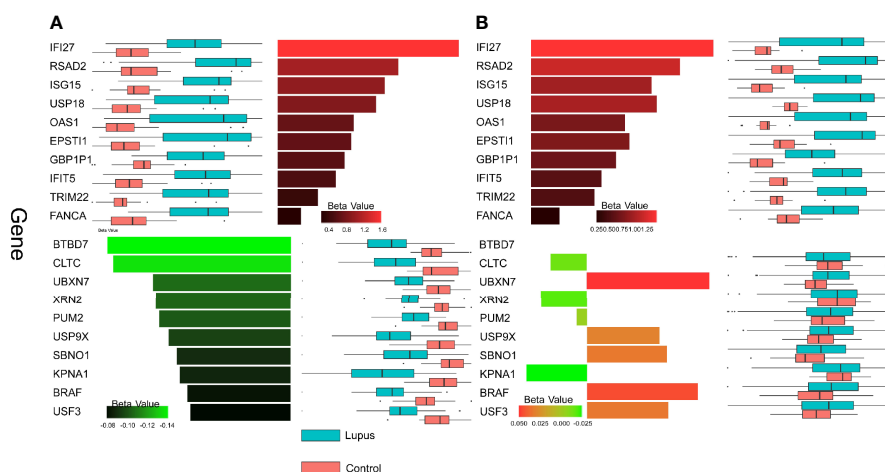 A
B
Gene
IFI27
RSAD2
ISG15
USP18
OAS1
EPSTI1
GBP1P1
IFIT5
TRIM22
FANCA
Beta Value
0.4 0.8 1.2 1.6
Beta Value
BTBD7
CLTC
UBXN7
XRN2
PUM2
USP9X
SBNO1
KPNA1
BRAF
USF3
Beta Value
-0.08 -0.10 -0.12 -0.14
Lupus
Control
IFI27
RSAD2
ISG15
USP18
OAS1
EPSTI1
GBP1P1
IFIT5
TRIM22
FANCA
Beta Value
0.250.500.751.001.25
BTBD7
CLTC
UBXN7
XRN2
PUM2
USP9X
SBNO1
KPNA1
BRAF
USF3
Beta Value
0.050 0.025 0.000 -0.025